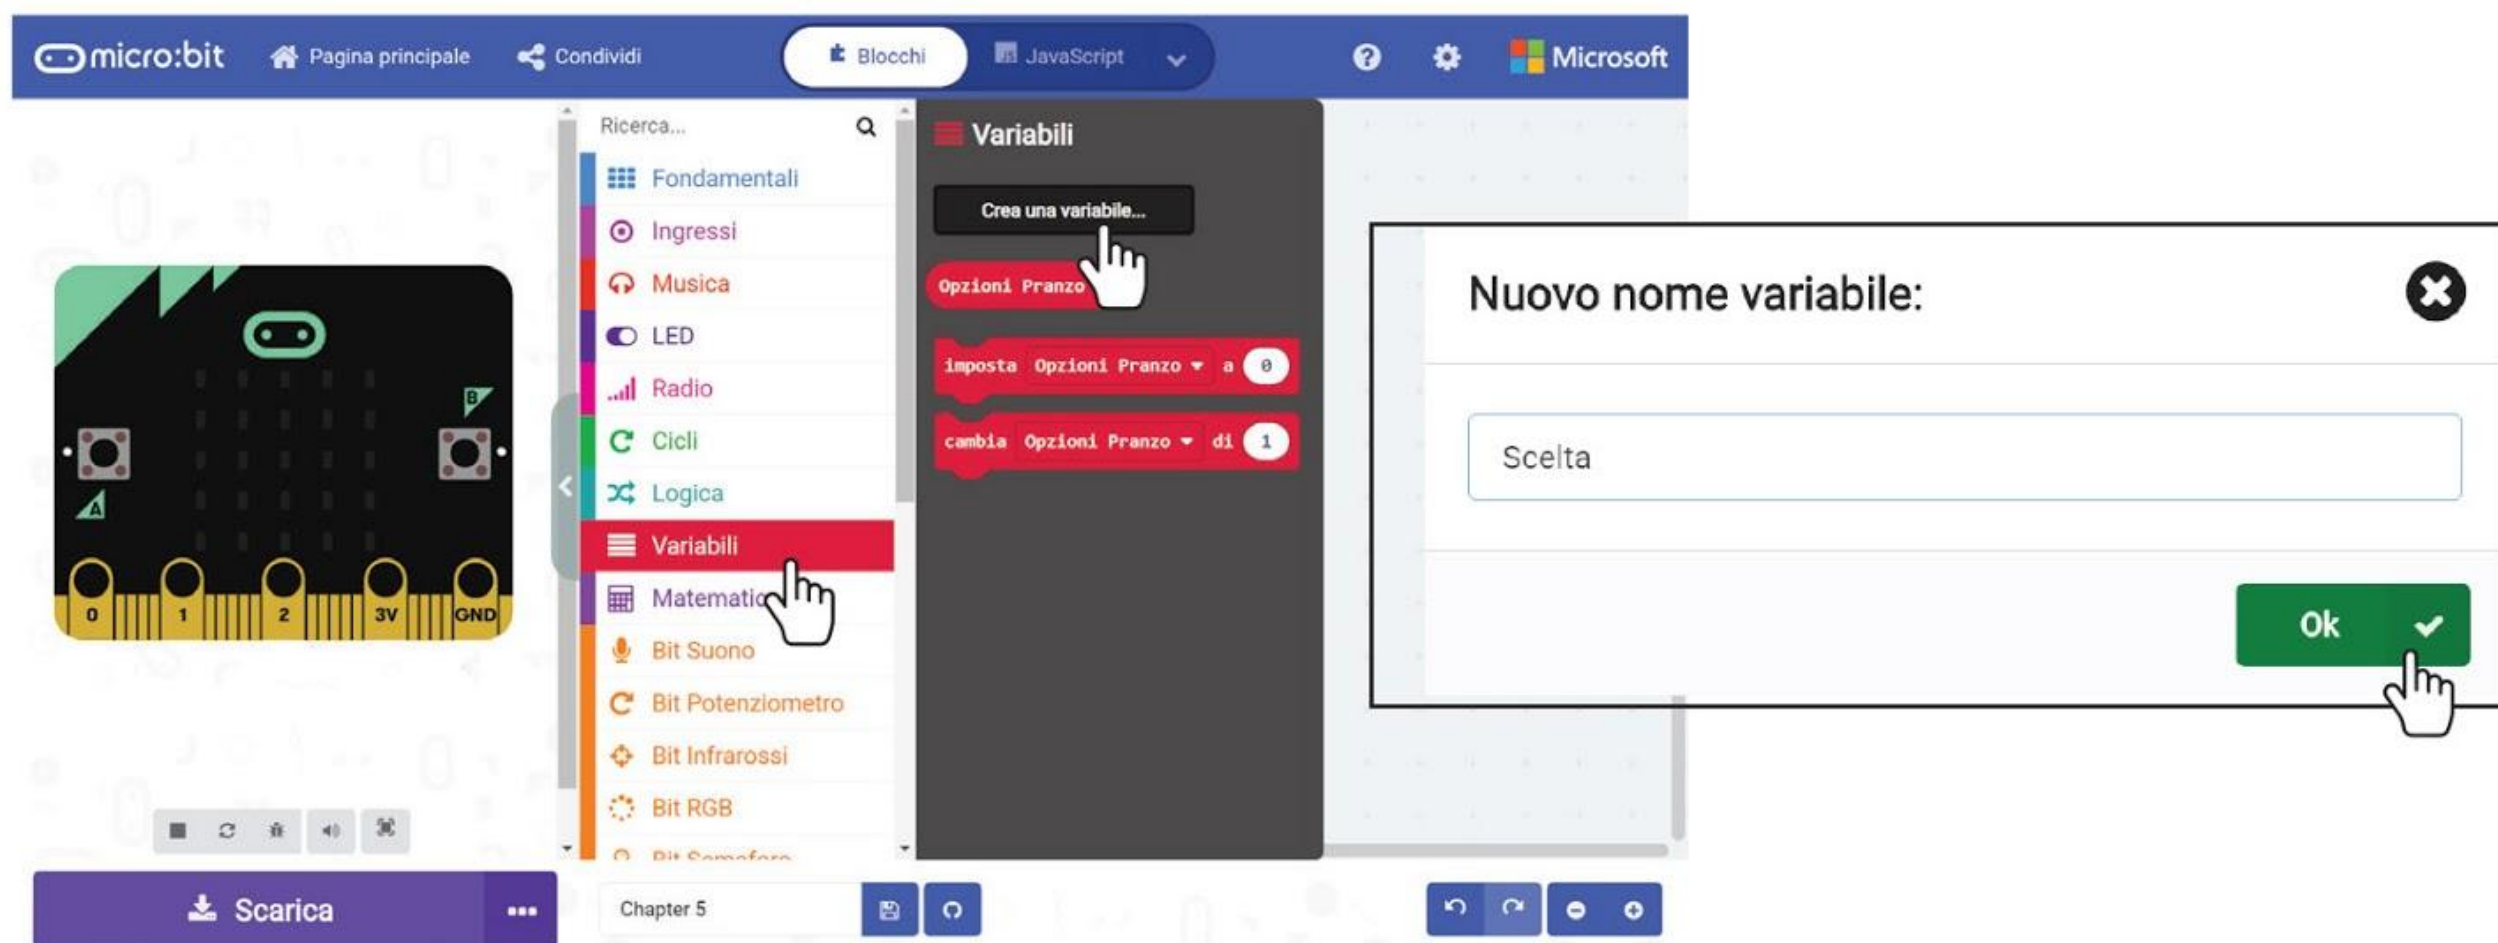 micro:bit
Pagina principale
Condividi
Blocchi
JavaScript
Microsoft
Ricerca...
Fondamentali
Ingressi
Musica
LED
Radio
Cicli
Logica
Variabili
Bit Suono
Bit Potenziometro
Bit Infrarossi
Bit RGB
Variabili
Crea una variabile...
Opzioni Pranzo
imposta Opzioni Pranzo a 0
cambia Opzioni Pranzo di 1
Nuovo nome variabile:
Scelta
Ok
B
A
0 1 2 3V GND
Scarica
Chapter 5